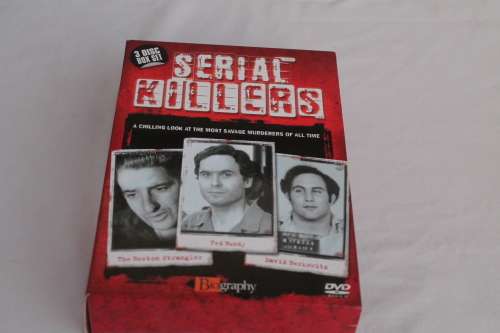 3 DISC
BOX SET
SERIAL
KILLERS
A CHILLING LOOK AT THE MOST SAVAGE MURDERERS OF ALL TIME
The Boston Strangler
Ted Bundy
David Berkowitz
Biography
DVD